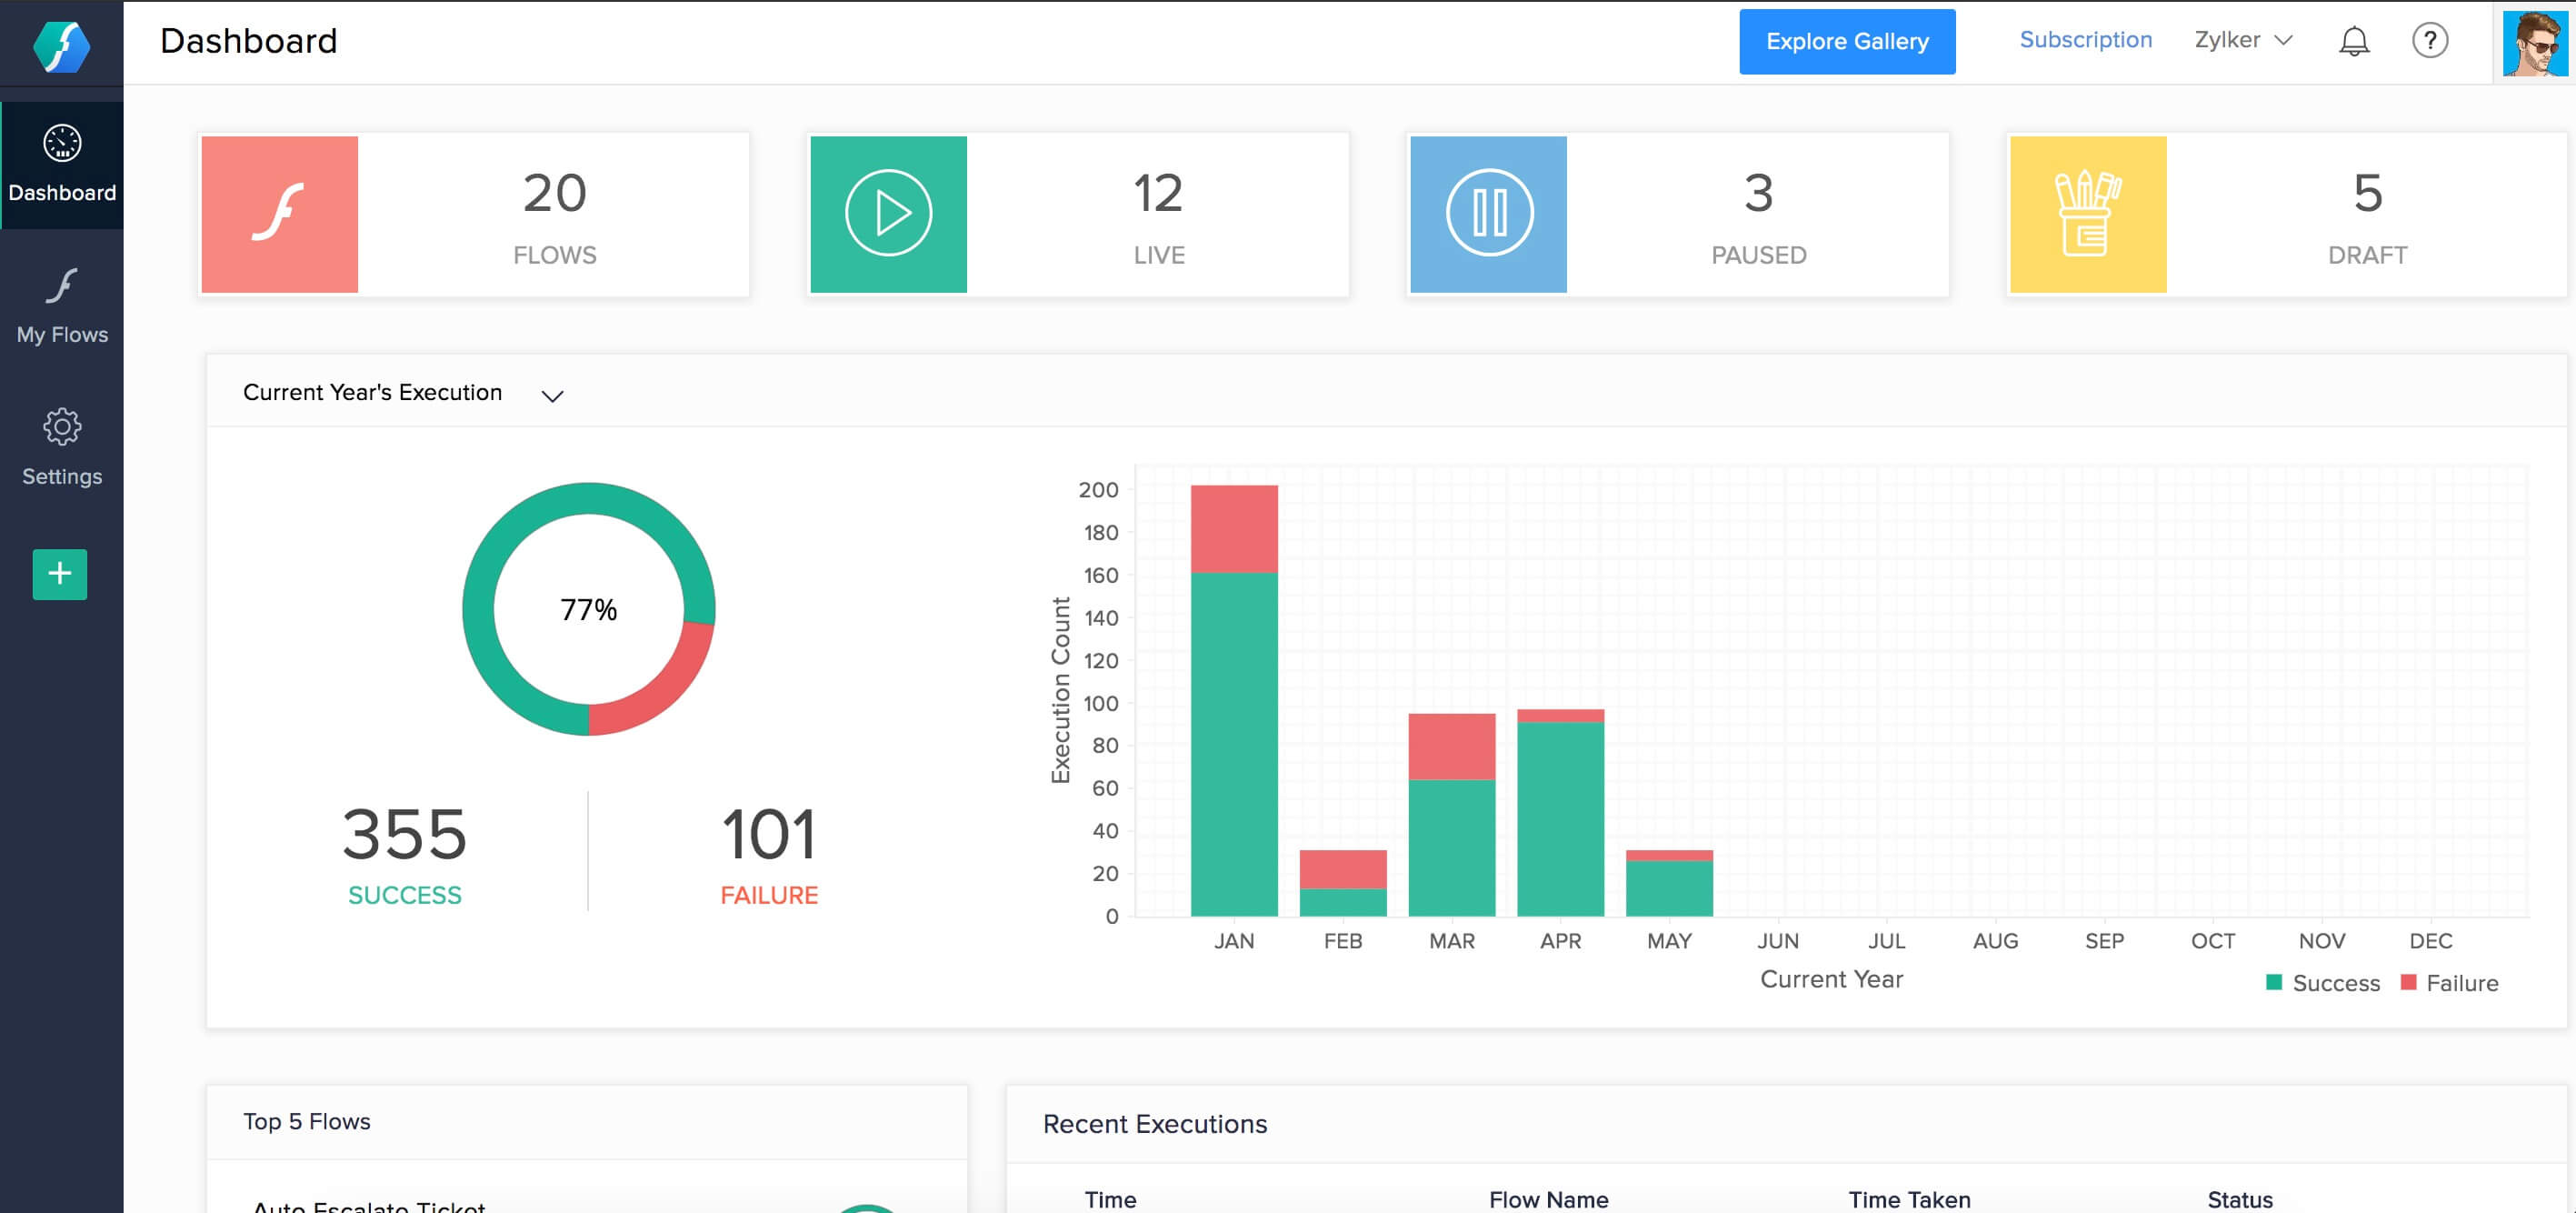 Dashboard
Explore Gallery
Subscription
Zylker
?
Dashboard
My Flows
Settings
+
20
FLOWS
12
LIVE
3
PAUSED
5
DRAFT
Current Year's Execution
77%
355
SUCCESS
101
FAILURE
Execution Count
200
180
160
140
120
100
80
60
40
20
0
JAN FEB MAR APR MAY JUN JUL AUG SEP OCT NOV DEC
Current Year
Success Failure
Top 5 Flows
Auto Escalate Ticket
Recent Executions
Time Flow Name Time Taken Status